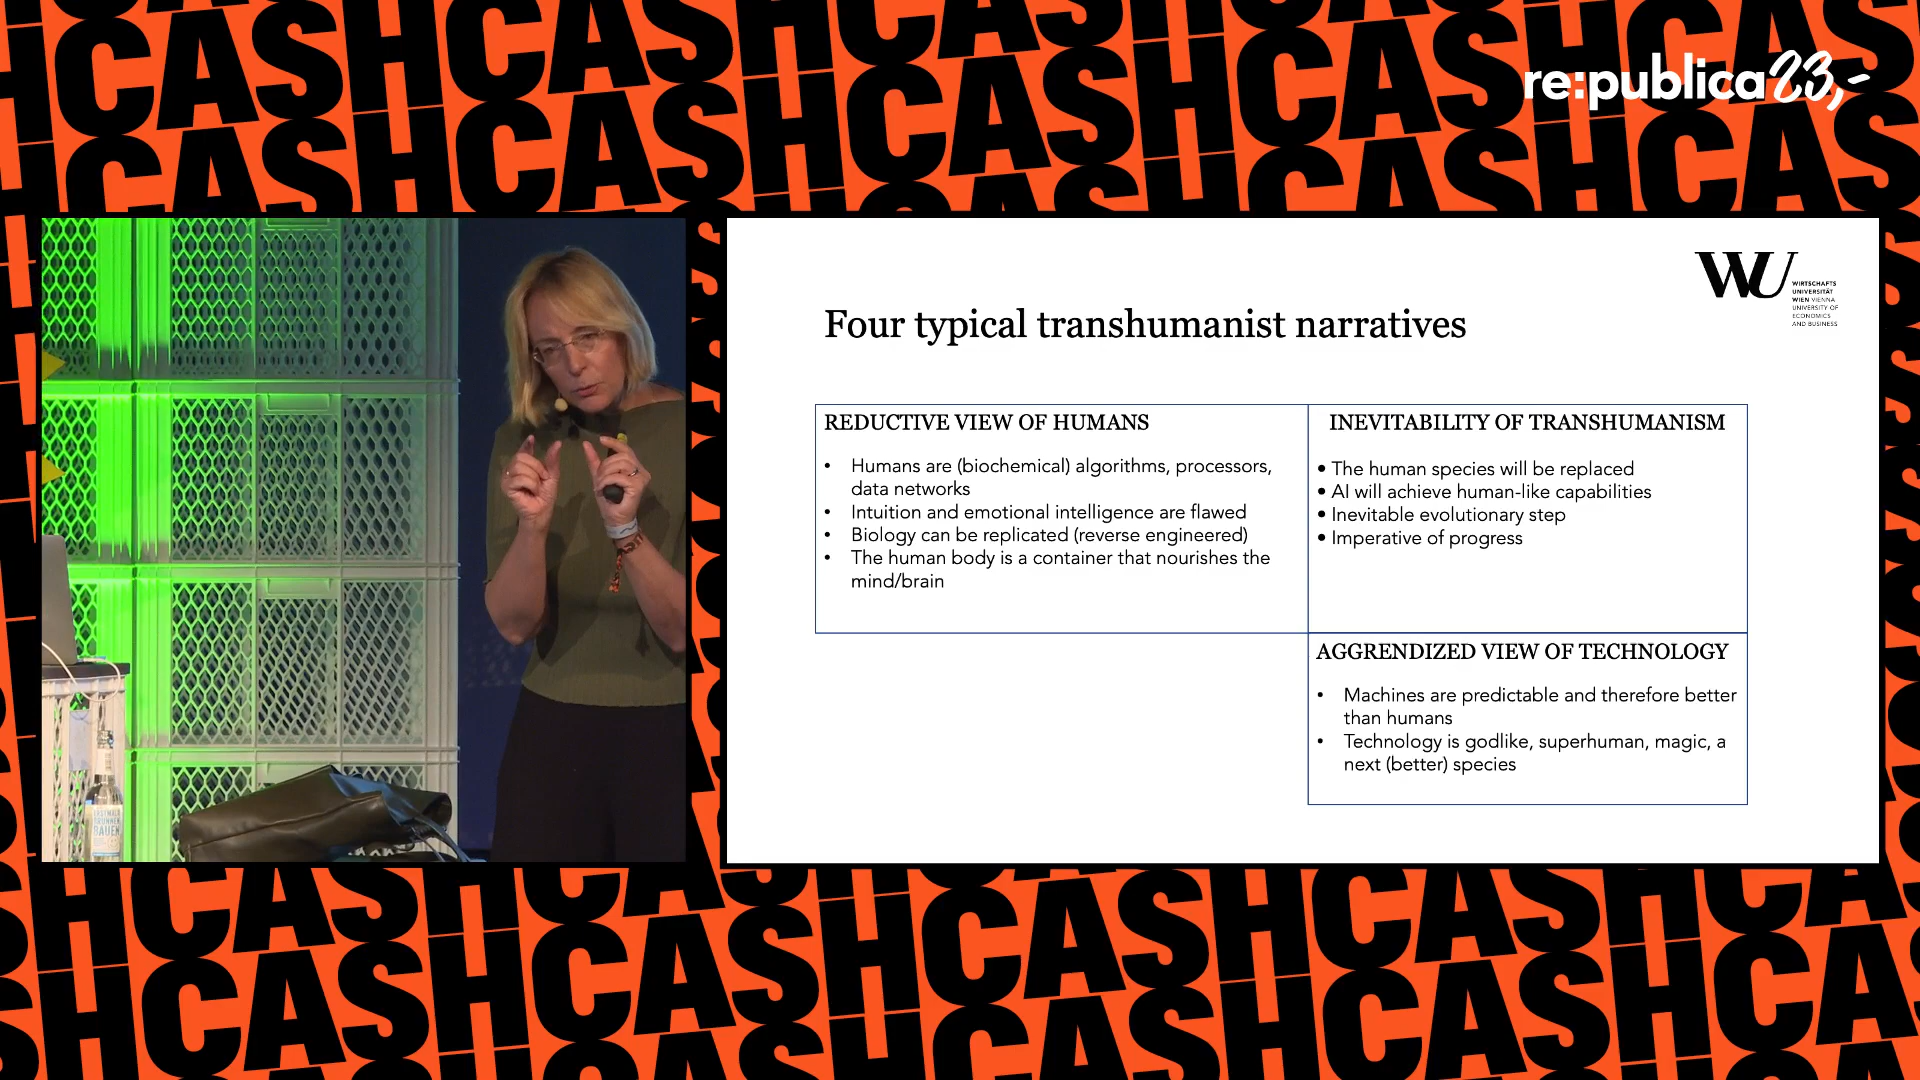 re:publica23,-
WU
WIRTSCHAFTS
UNIVERSITÄT
WIEN VIENNA
UNIVERSITY OF
ECONOMICS
AND BUSINESS
Four typical transhumanist narratives
REDUCTIVE VIEW OF HUMANS
• Humans are (biochemical) algorithms, processors,
data networks
• Intuition and emotional intelligence are flawed
• Biology can be replicated (reverse engineered)
• The human body is a container that nourishes the
mind/brain
INEVITABILITY OF TRANSHUMANISM
• The human species will be replaced
• AI will achieve human-like capabilities
• Inevitable evolutionary step
• Imperative of progress
AGGRENDIZED VIEW OF TECHNOLOGY
• Machines are predictable and therefore better
than humans
• Technology is godlike, superhuman, magic, a
next (better) species
CASHCASHCASHCASHCASH